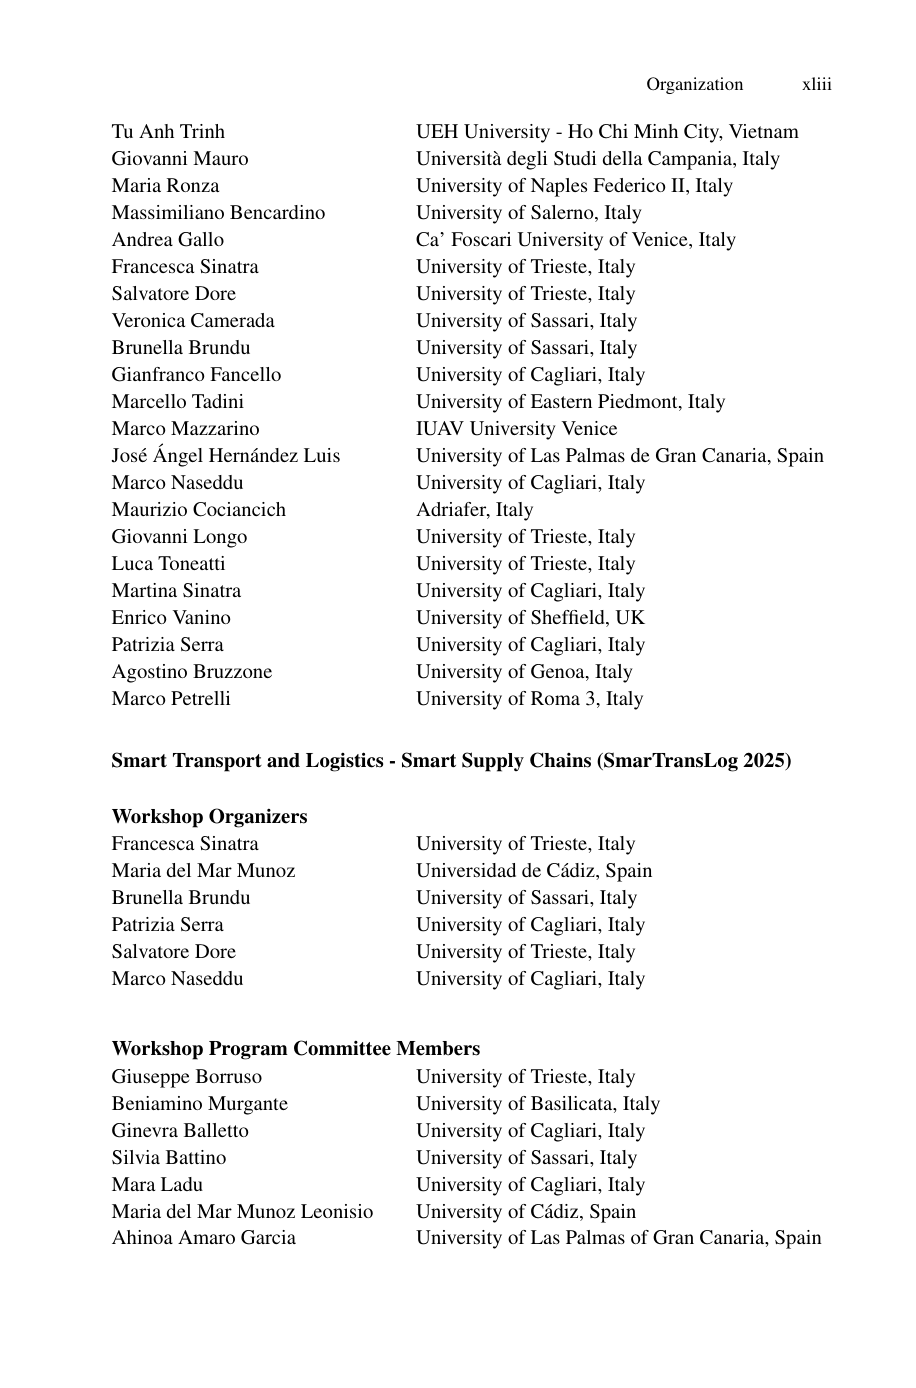 Organization xliii
Tu Anh Trinh UEH University - Ho Chi Minh City, Vietnam
Giovanni Mauro Università degli Studi della Campania, Italy
Maria Ronza University of Naples Federico II, Italy
Massimiliano Bencardino University of Salerno, Italy
Andrea Gallo Ca’ Foscari University of Venice, Italy
Francesca Sinatra University of Trieste, Italy
Salvatore Dore University of Trieste, Italy
Veronica Camerada University of Sassari, Italy
Brunella Brundu University of Sassari, Italy
Gianfranco Fancello University of Cagliari, Italy
Marcello Tadini University of Eastern Piedmont, Italy
Marco Mazzarino IUAV University Venice
José Ángel Hernández Luis University of Las Palmas de Gran Canaria, Spain
Marco Naseddu University of Cagliari, Italy
Maurizio Cociancich Adriafer, Italy
Giovanni Longo University of Trieste, Italy
Luca Toneatti University of Trieste, Italy
Martina Sinatra University of Cagliari, Italy
Enrico Vanino University of Sheffield, UK
Patrizia Serra University of Cagliari, Italy
Agostino Bruzzone University of Genoa, Italy
Marco Petrelli University of Roma 3, Italy
Smart Transport and Logistics - Smart Supply Chains (SmarTransLog 2025)
Workshop Organizers
Francesca Sinatra University of Trieste, Italy
Maria del Mar Munoz Universidad de Cádiz, Spain
Brunella Brundu University of Sassari, Italy
Patrizia Serra University of Cagliari, Italy
Salvatore Dore University of Trieste, Italy
Marco Naseddu University of Cagliari, Italy
Workshop Program Committee Members
Giuseppe Borruso University of Trieste, Italy
Beniamino Murgante University of Basilicata, Italy
Ginevra Balletto University of Cagliari, Italy
Silvia Battino University of Sassari, Italy
Mara Ladu University of Cagliari, Italy
Maria del Mar Munoz Leonisio University of Cádiz, Spain
Ahinoa Amaro Garcia University of Las Palmas of Gran Canaria, Spain